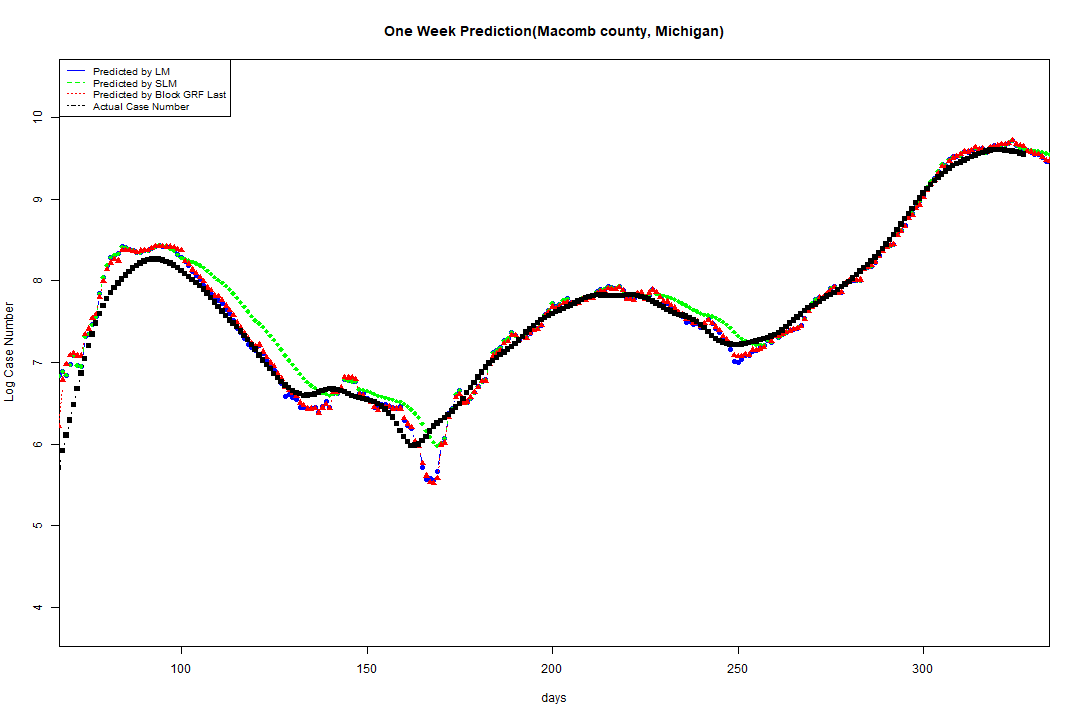 One Week Prediction(Macomb county, Michigan)
Predicted by LM
Predicted by SLM
Predicted by Block GRF Last
Actual Case Number
10
9
8
7
6
5
4
Log Case Number
100 150 200 250 300
days